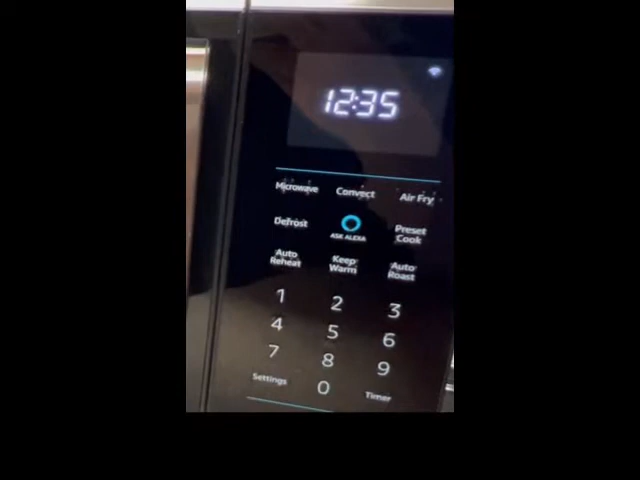 12:35
Microwave Convect Air Fry
Defrost ASK ALEXA Preset Cook
Auto Reheat Keep Warm Auto Roast
1 2 3
4 5 6
7 8 9
Settings 0 Timer